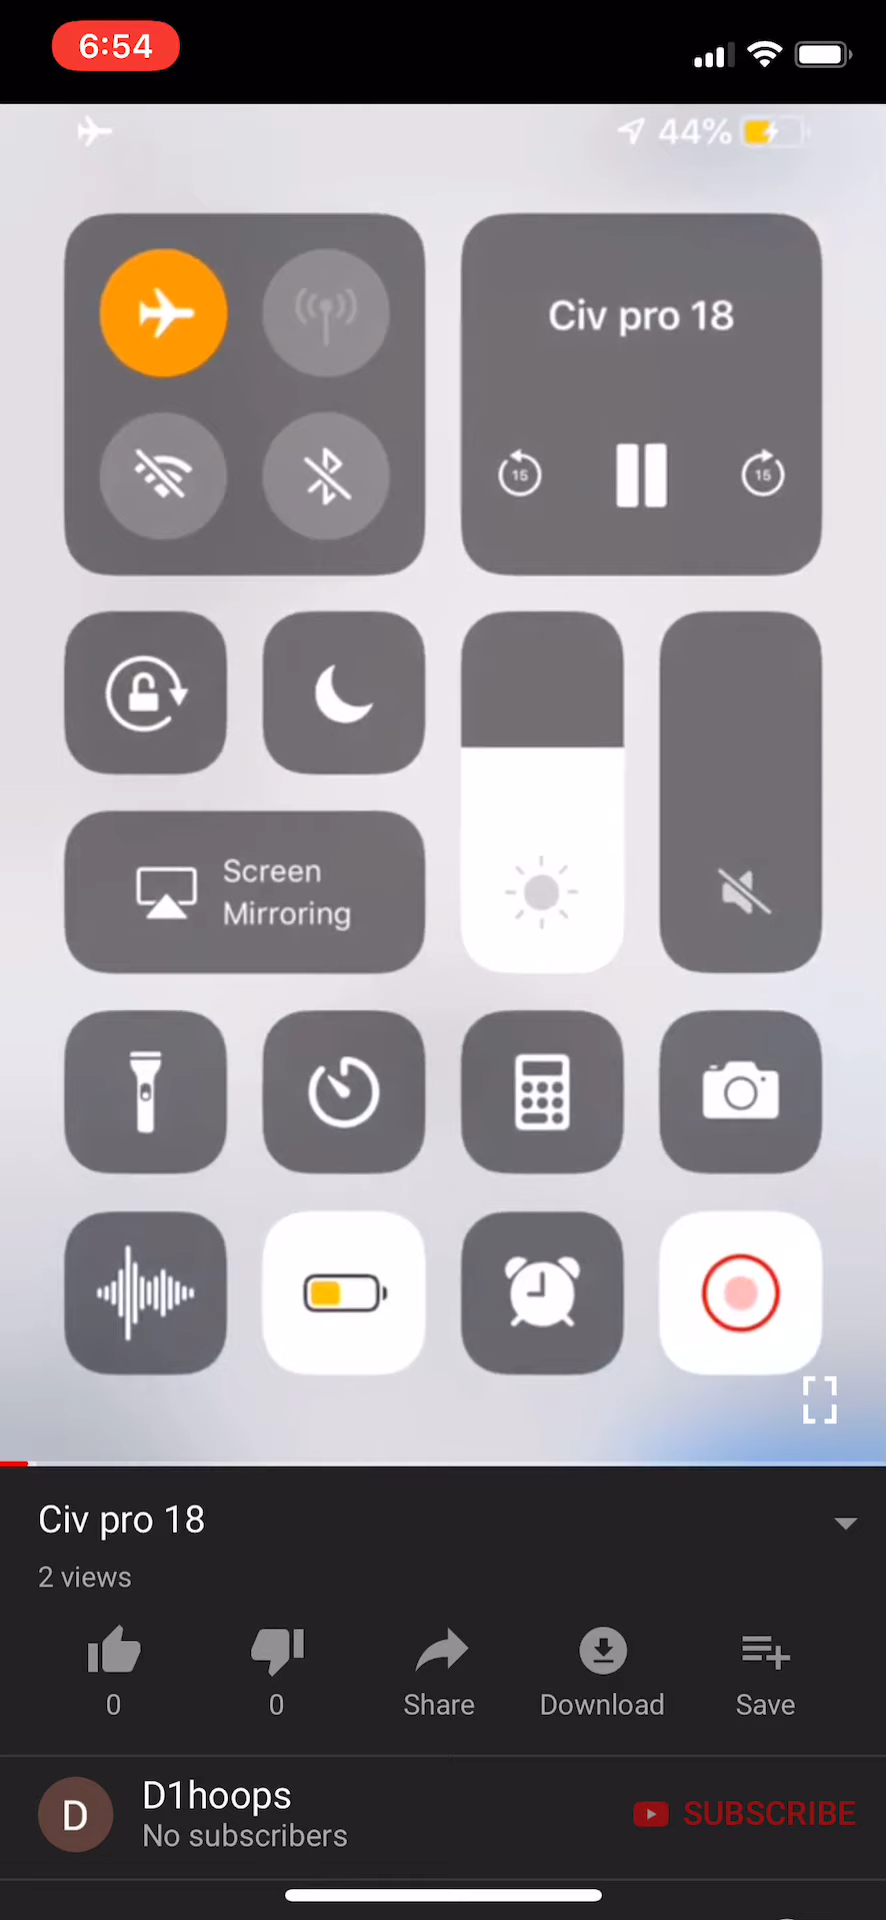 6:54
44%
Civ pro 18
15
15
Screen
Mirroring
Civ pro 18
2 views
0
0
Share
Download
Save
D
D1hoops
No subscribers
SUBSCRIBE